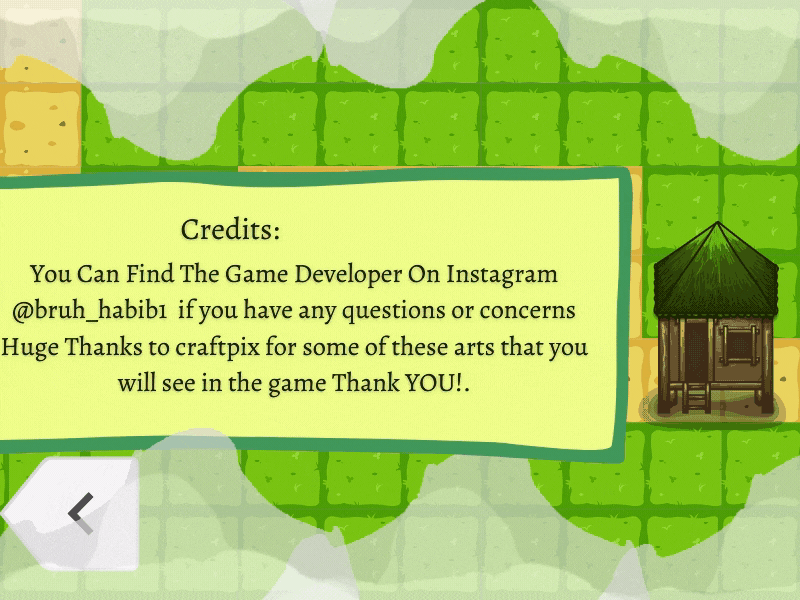 Credits:
You Can Find The Game Developer On Instagram
@bruh_habib1 if you have any questions or concerns
Huge Thanks to craftpix for some of these arts that you
will see in the game Thank YOU!.